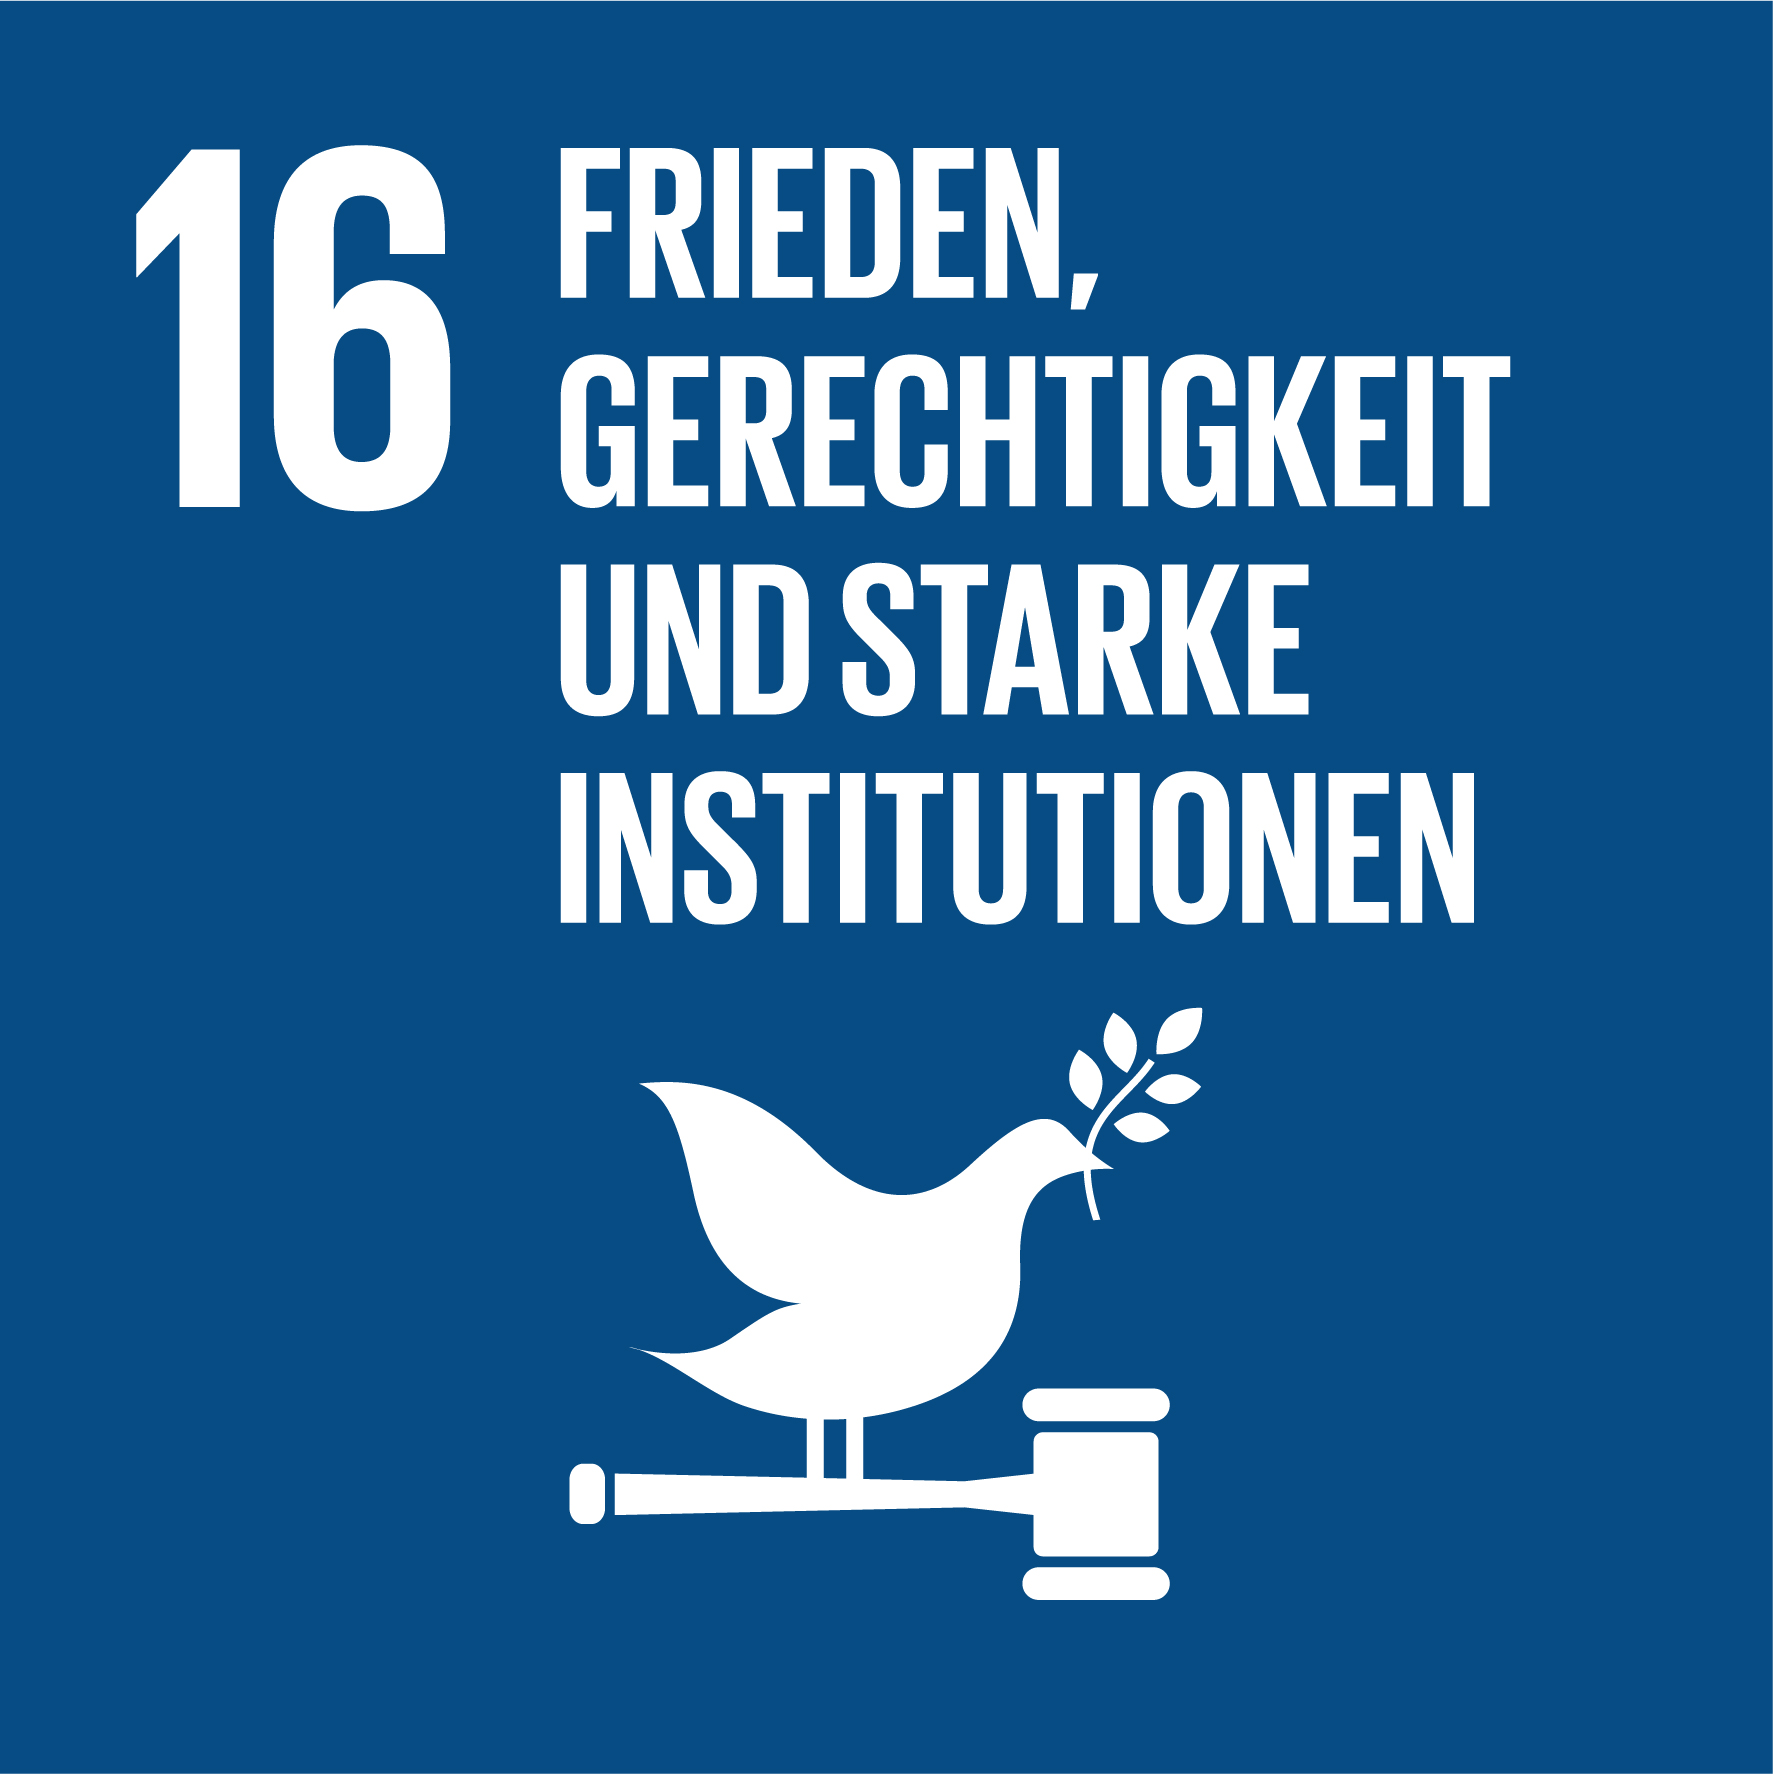 16
FRIEDEN,
GERECHTIGKEIT
UND STARKE
INSTITUTIONEN